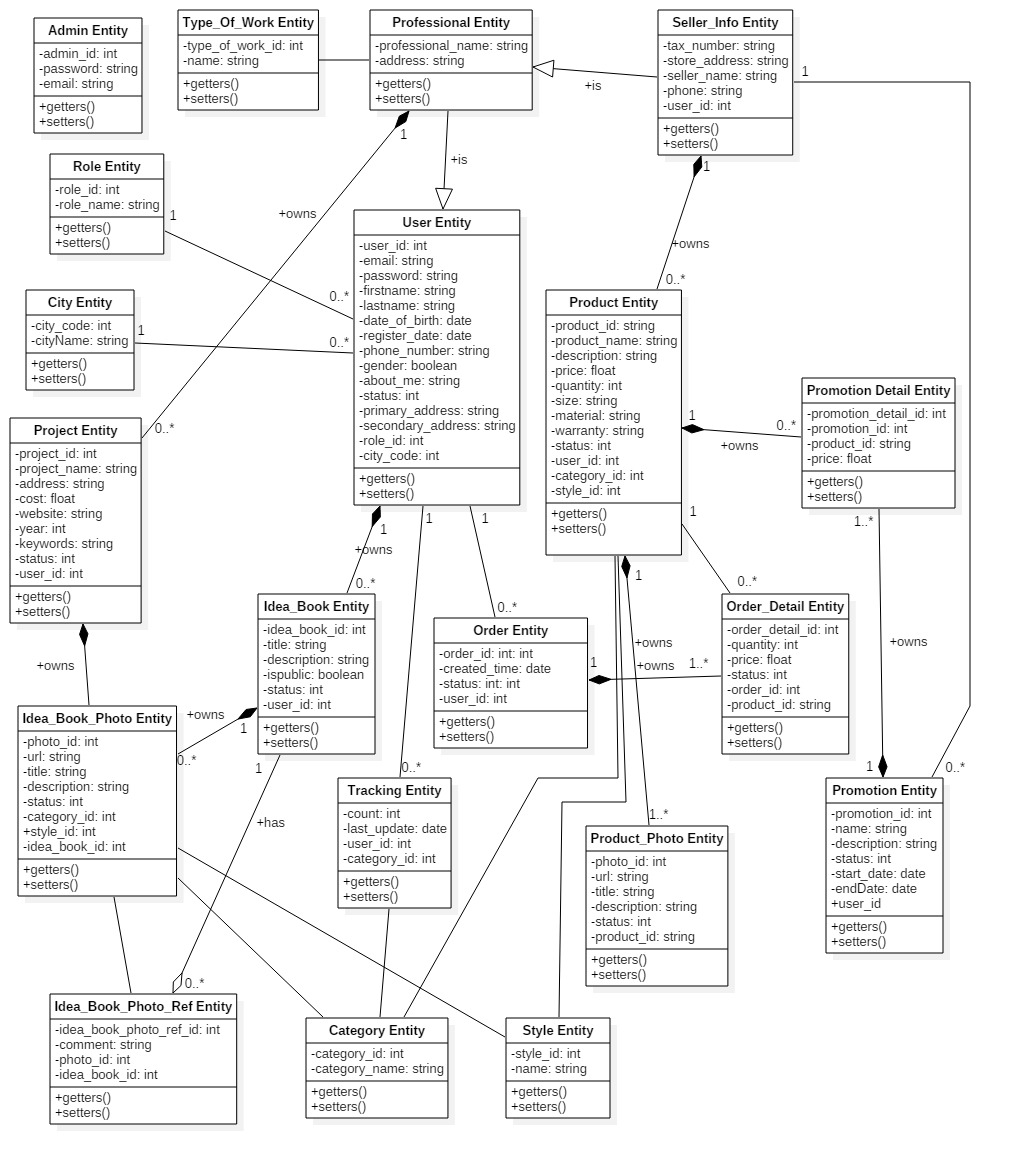 Admin Entity
-admin_id: int
-password: string
-email: string
+getters()
+setters()
Type_Of_Work Entity
-type_of_work_id: int
-name: string
+getters()
+setters()
Professional Entity
-professional_name: string
-address: string
+getters()
+setters()
Seller_Info Entity
-tax_number: string
-store_address: string
-seller_name: string
-phone: string
-user_id: int
+getters()
+setters()
+is
1
1
+is
1
+owns
+owns
0..*
Role Entity
-role_id: int
-role_name: string
+getters()
+setters()
1
0..*
City Entity
-city_code: int
-cityName: string
+getters()
+setters()
1
0..*
User Entity
-user_id: int
-email: string
-password: string
-firstname: string
-lastname: string
-date_of_birth: date
-register_date: date
-phone_number: string
-gender: boolean
-about_me: string
-status: int
-primary_address: string
-secondary_address: string
-role_id: int
-city_code: int
+getters()
+setters()
Product Entity
-product_id: string
-product_name: string
-description: string
-price: float
-quantity: int
-size: string
-material: string
-warranty: string
-status: int
-user_id: int
-category_id: int
-style_id: int
+getters()
+setters()
1
0..*
+owns
Promotion Detail Entity
-promotion_detail_id: int
-promotion_id: int
-product_id: string
-price: float
+getters()
+setters()
1..*
0..*
Project Entity
-project_id: int
-project_name: string
-address: string
-cost: float
-website: string
-year: int
-keywords: string
-status: int
-user_id: int
+getters()
+setters()
+owns
1
+owns
0..*
1
1
0..*
1
0..*
1
Idea_Book Entity
-idea_book_id: int
-title: string
-description: string
-ispublic: boolean
-status: int
-user_id: int
+getters()
+setters()
Order Entity
-order_id: int: int
-created_time: date
-status: int: int
-user_id: int
+getters()
+setters()
1
+owns
+owns
1..*
Order_Detail Entity
-order_detail_id: int
-quantity: int
-price: float
-status: int
-order_id: int
-product_id: string
+getters()
+setters()
+owns
Idea_Book_Photo Entity
-photo_id: int
-url: string
-title: string
-description: string
-status: int
-category_id: int
+style_id: int
-idea_book_id: int
+getters()
+setters()
+owns
1
0..*
1
+has
0..*
0..*
Tracking Entity
-count: int
-last_update: date
-user_id: int
-category_id: int
+getters()
+setters()
1..*
Product_Photo Entity
-photo_id: int
-url: string
-title: string
-description: string
-status: int
-product_id: string
+getters()
+setters()
1
0..*
Promotion Entity
-promotion_id: int
-name: string
-description: string
-status: int
-start_date: date
-endDate: date
+user_id
+getters()
+setters()
Idea_Book_Photo_Ref Entity
-idea_book_photo_ref_id: int
-comment: string
-photo_id: int
-idea_book_id: int
+getters()
+setters()
Category Entity
-category_id: int
-category_name: string
+getters()
+setters()
Style Entity
-style_id: int
-name: string
+getters()
+setters()